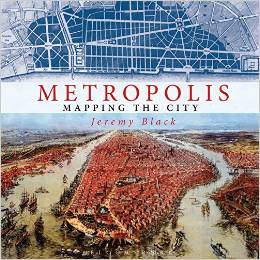 METROPOLIS
MAPPING THE CITY
Jeremy Black